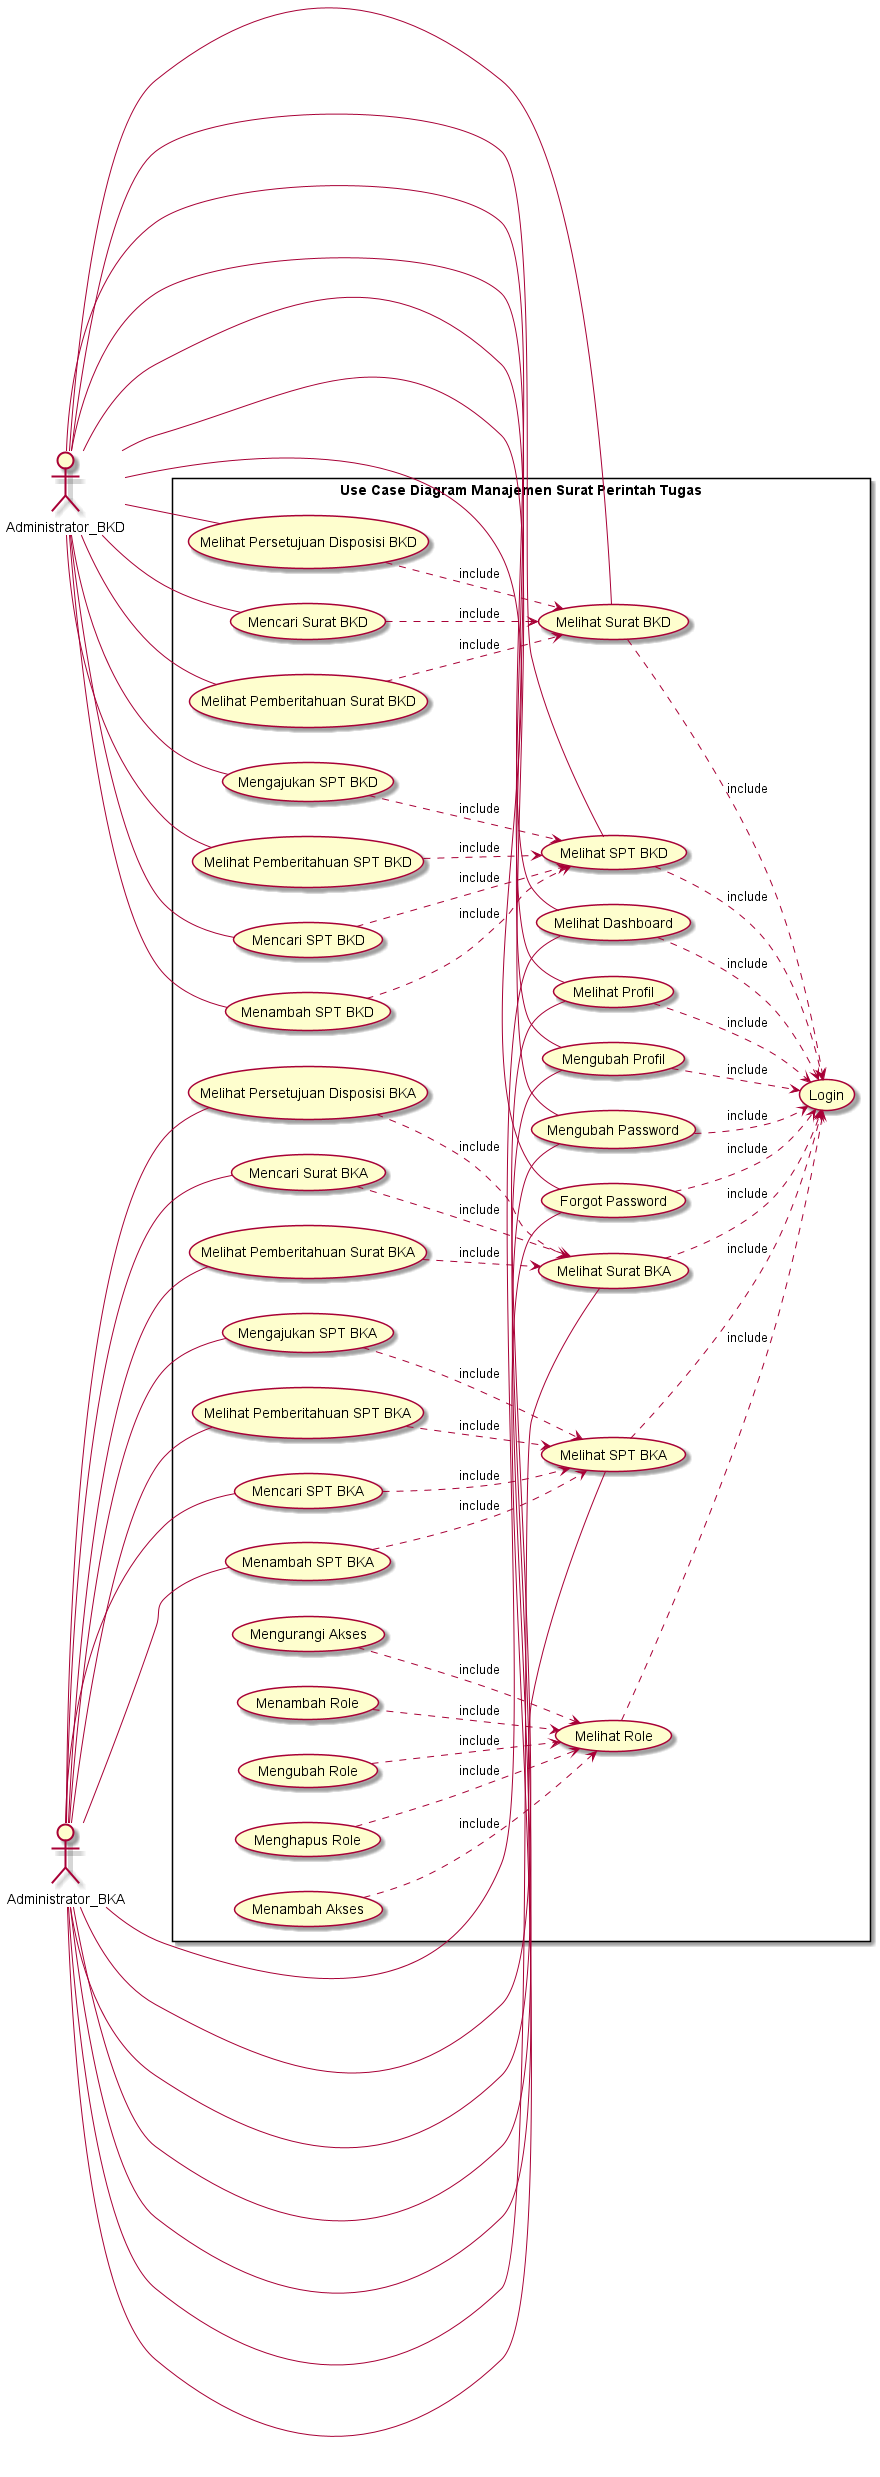 Use Case Diagram Manajemen Surat Perintah Tugas
Administrator_BKD
Melihat Persetujuan Disposisi BKD
include
Mencari Surat BKD
include
Melihat Surat BKD
include
Melihat Pemberitahuan Surat BKD
Mengajukan SPT BKD
include
include
Melihat Pemberitahuan SPT BKD
include
Melihat SPT BKD
include
include
Mencari SPT BKD
include
Melihat Dashboard
include
Menambah SPT BKD
Melihat Profil
include
Mengubah Profil
include
Melihat Persetujuan Disposisi BKA
Login
Mengubah Password
include
include
include
Mencari Surat BKA
Forgot Password
include
Melihat Pemberitahuan Surat BKA
include
include
Melihat Surat BKA
Mengajukan SPT BKA
include
include
Melihat Pemberitahuan SPT BKA
include
Melihat SPT BKA
include
Mencari SPT BKA
include
Menambah SPT BKA
Mengurangi Akses
include
Menambah Role
include
Melihat Role
include
Mengubah Role
include
include
Menghapus Role
Administrator_BKA
Menambah Akses